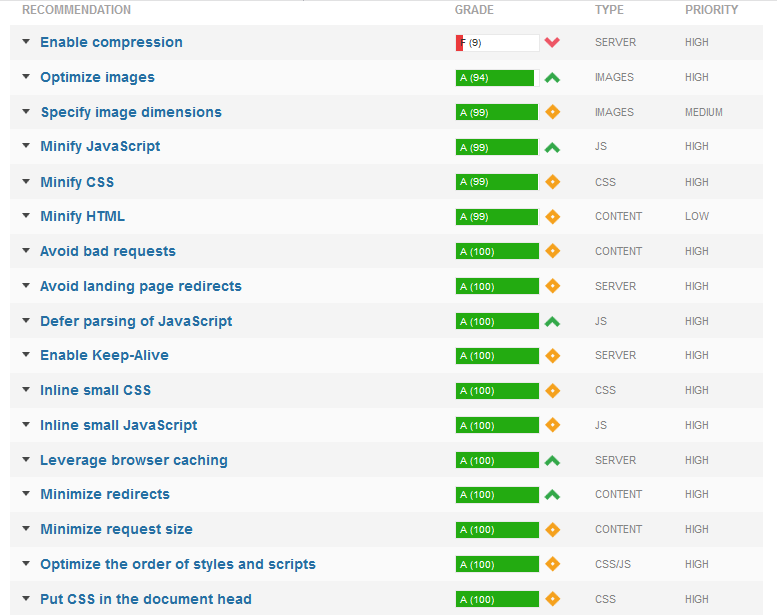 RECOMMENDATION GRADE TYPE PRIORITY
Enable compression F (9) SERVER HIGH
Optimize images A (94) IMAGES HIGH
Specify image dimensions A (99) IMAGES MEDIUM
Minify JavaScript A (99) JS HIGH
Minify CSS A (99) CSS HIGH
Minify HTML A (99) CONTENT LOW
Avoid bad requests A (100) CONTENT HIGH
Avoid landing page redirects A (100) SERVER HIGH
Defer parsing of JavaScript A (100) JS HIGH
Enable Keep-Alive A (100) SERVER HIGH
Inline small CSS A (100) CSS HIGH
Inline small JavaScript A (100) JS HIGH
Leverage browser caching A (100) SERVER HIGH
Minimize redirects A (100) CONTENT HIGH
Minimize request size A (100) CONTENT HIGH
Optimize the order of styles and scripts A (100) CSS/JS HIGH
Put CSS in the document head A (100) CSS HIGH